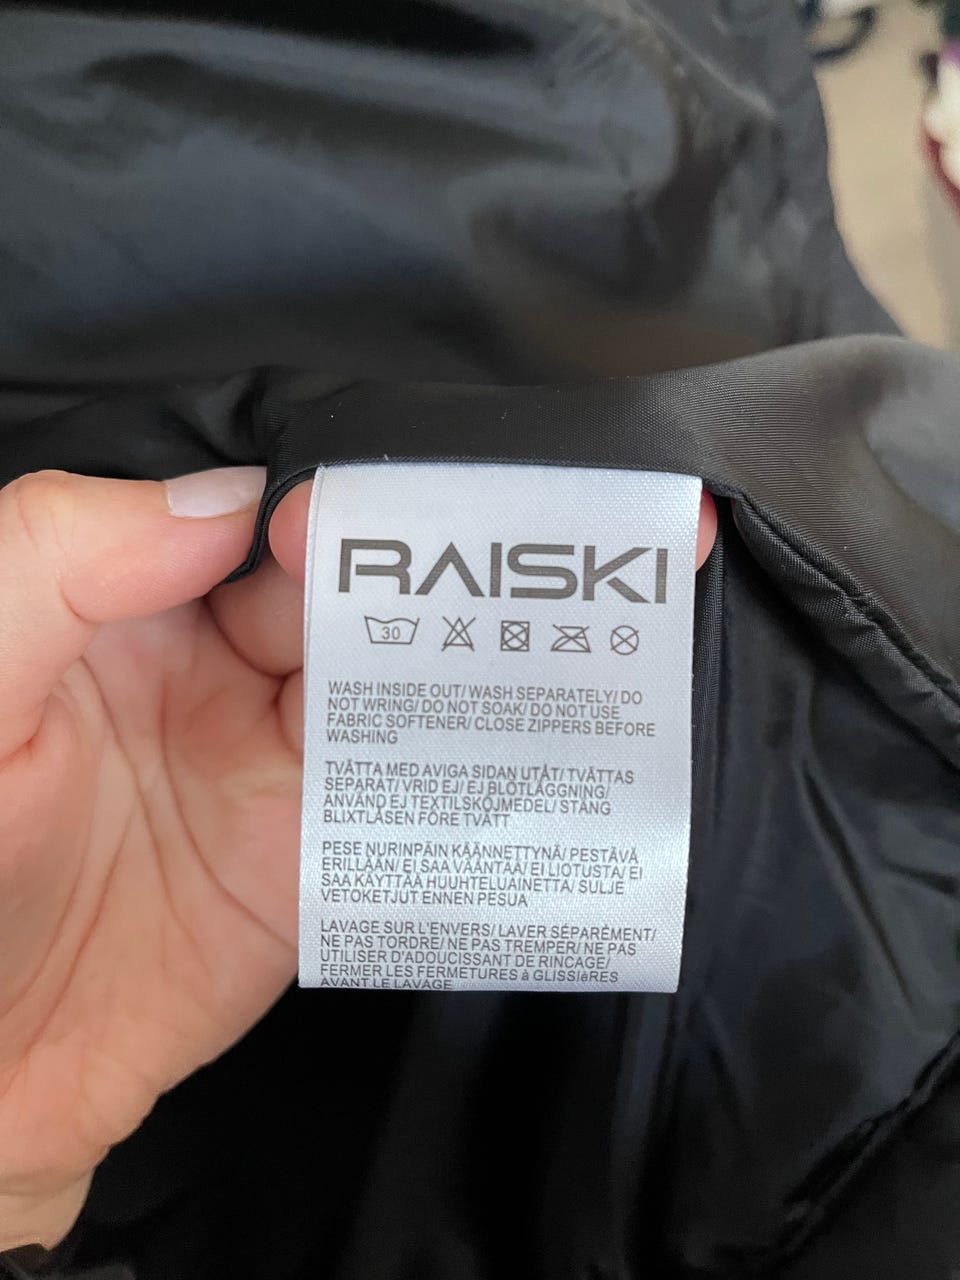 RAISKI
30
WASH INSIDE OUT/ WASH SEPARATELY/ DO
NOT WRING/ DO NOT SOAK/ DO NOT USE
FABRIC SOFTENER/ CLOSE ZIPPERS BEFORE
WASHING
TVÄTTA MED AVIGA SIDAN UTÅT/ TVÄTTAS
SEPARAT/ VRID EJ/ EJ BLÖTLÄGGNING/
ANVÄND EJ TEXTILSKÖJMEDEL/ STÄNG
BLIXTLÅSEN FÖRE TVÄTT
PESE NURINPÄIN KÄÄNNETTYNÄ/ PESTÄVÄ
ERILLÄÄN/ EI SAA VÄÄNTÄÄ/ EI LIOTUSTA/ EI
SAA KÄYTTÄÄ HUUHTELUAINETTA/ SULJE
VETOKETJUT ENNEN PESUA
LAVAGE SUR L'ENVERS/ LAVER SÉPARÉMENT/
NE PAS TORDRE/ NE PAS TREMPER/ NE PAS
UTILISER D'ADOUCISSANT DE RINCAGE/
FERMER LES FERMETURES à GLISSIèRES
AVANT LE LAVAGE